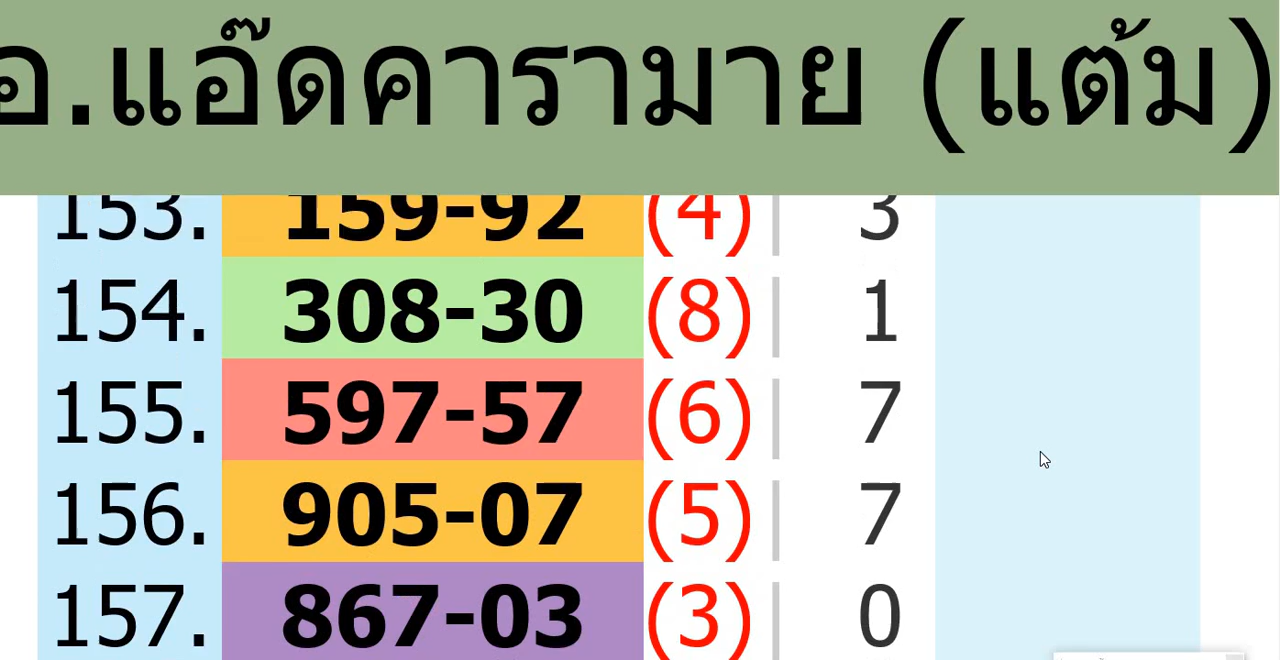 อ.แอ๊ดคารามาย (แต้ม)
153. 159-92 (4) | 3
154. 308-30 (8) | 1
155. 597-57 (6) | 7
156. 905-07 (5) | 7
157. 867-03 (3) | 0